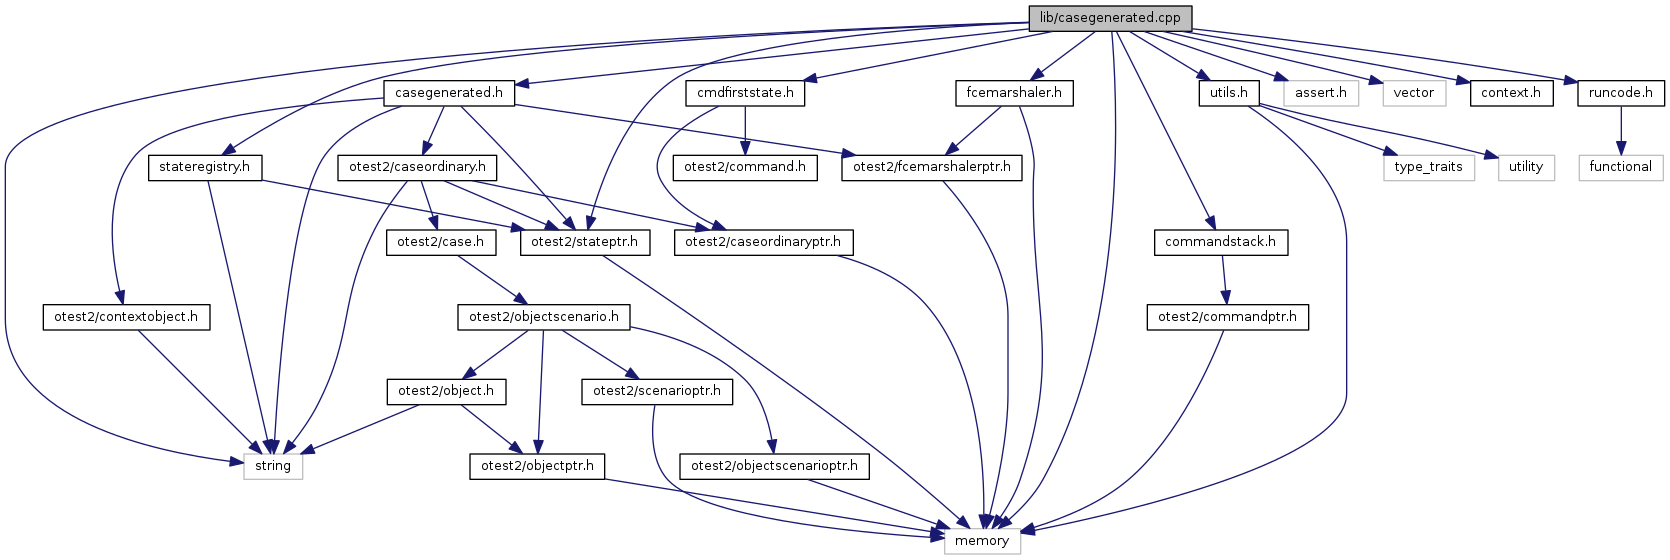 lib/casegenerated.cpp
casegenerated.h
cmdfirststate.h
fcemarshaler.h
utils.h
assert.h
vector
context.h
runcode.h
stateregistry.h
otest2/caseordinary.h
otest2/command.h
otest2/fcemarshalerptr.h
type_traits
utility
functional
otest2/case.h
otest2/stateptr.h
otest2/caseordinaryptr.h
commandstack.h
otest2/contextobject.h
otest2/objectscenario.h
otest2/commandptr.h
otest2/object.h
otest2/scenarioptr.h
string
otest2/objectptr.h
otest2/objectscenarioptr.h
memory